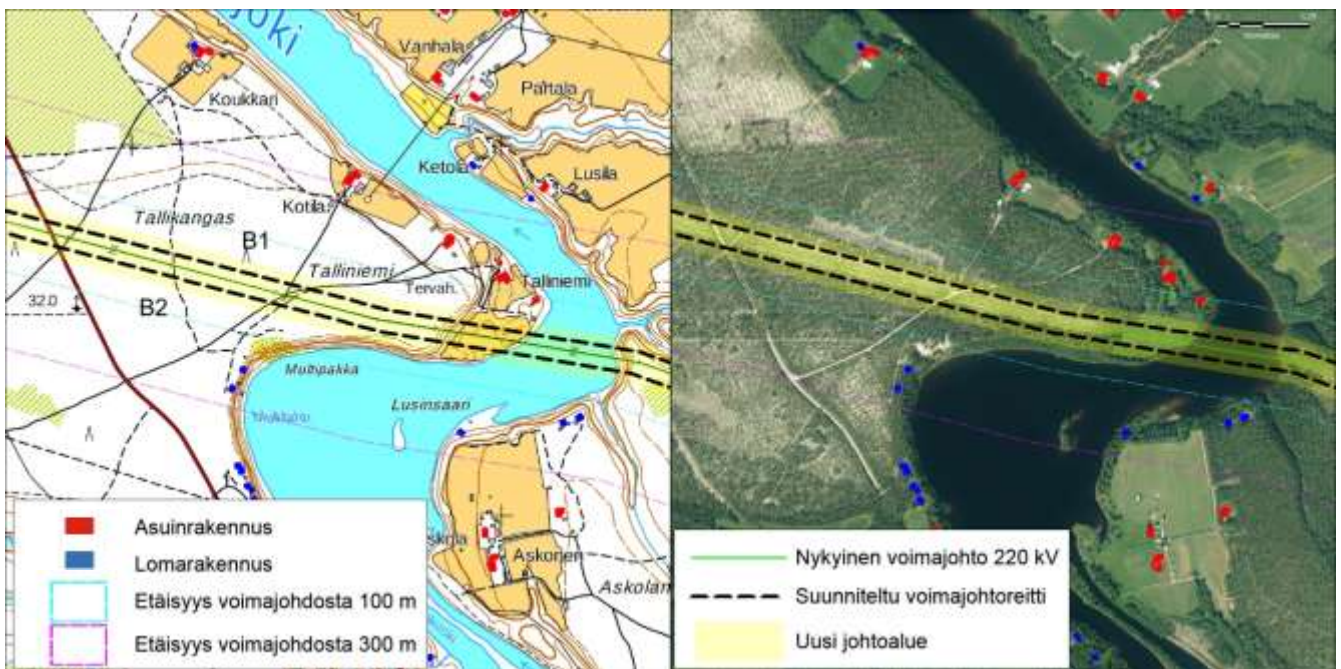 joki
Vanhala
Koukkari
Partala
Ketola
Lusila
Kotila
Tallikangas
B1
Talliniemi
Tervah.
Talliniemi
32.0
B2
Multipakka
Lusinsaari
Askonen
Askolan
Asuinrakennus
Lomarakennus
Etäisyys voimajohdosta 100 m
Etäisyys voimajohdosta 300 m
Nykyinen voimajohto 220 kV
Suunniteltu voimajohtoreitti
Uusi johtoalue